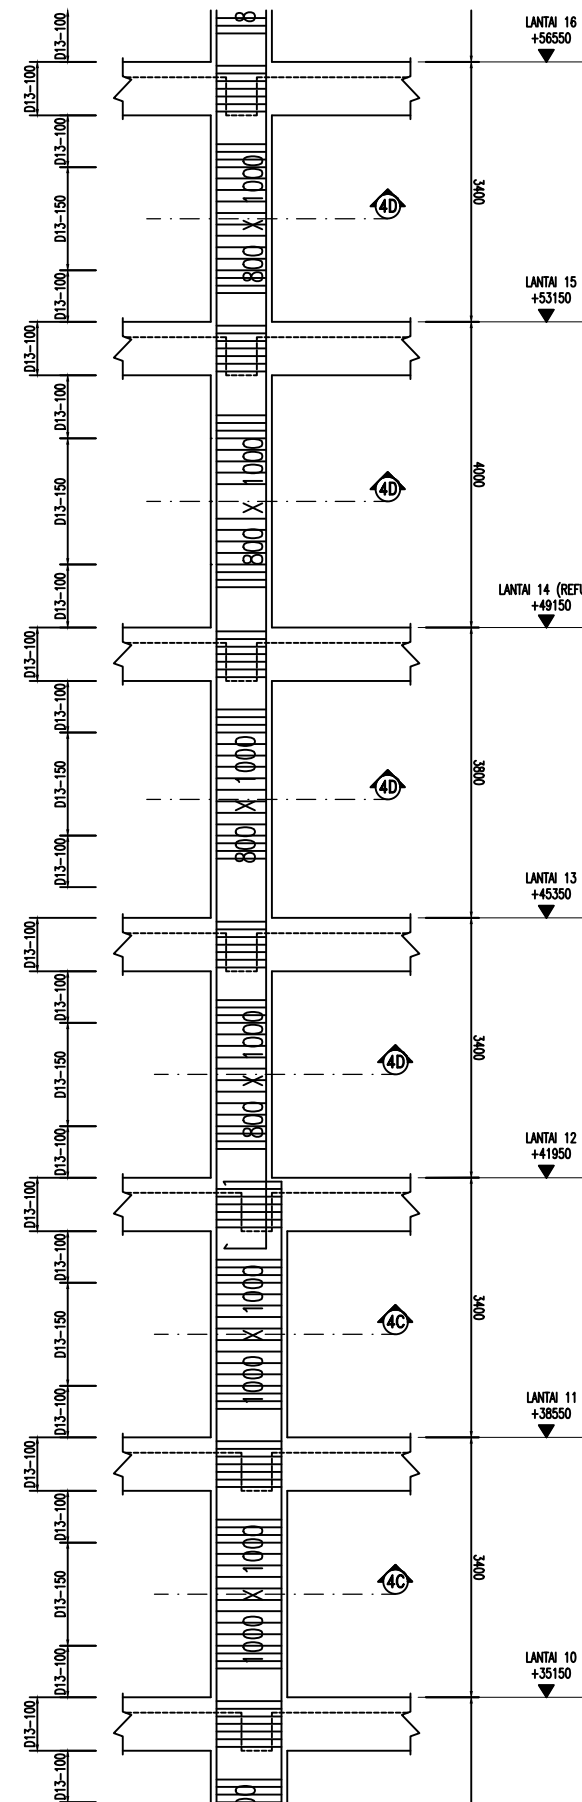 D13-100
8
LANTAI 16
+56550
D13-100
D13-100
D13-150
800 X 1000
4D
3400
D13-100
LANTAI 15
+53150
D13-100
D13-100
D13-150
800 X 1000
4D
4000
D13-100
LANTAI 14 (REFU
+49150
D13-100
D13-100
D13-150
800 X 1000
4D
3800
D13-100
LANTAI 13
+45350
D13-100
D13-100
D13-150
800 X 1000
4D
3400
D13-100
LANTAI 12
+41950
D13-100
D13-100
D13-150
1000 X 1000
4C
3400
D13-100
LANTAI 11
+38550
D13-100
D13-100
D13-150
1000 X 1000
4C
3400
D13-100
LANTAI 10
+35150
D13-100
D13-100
00